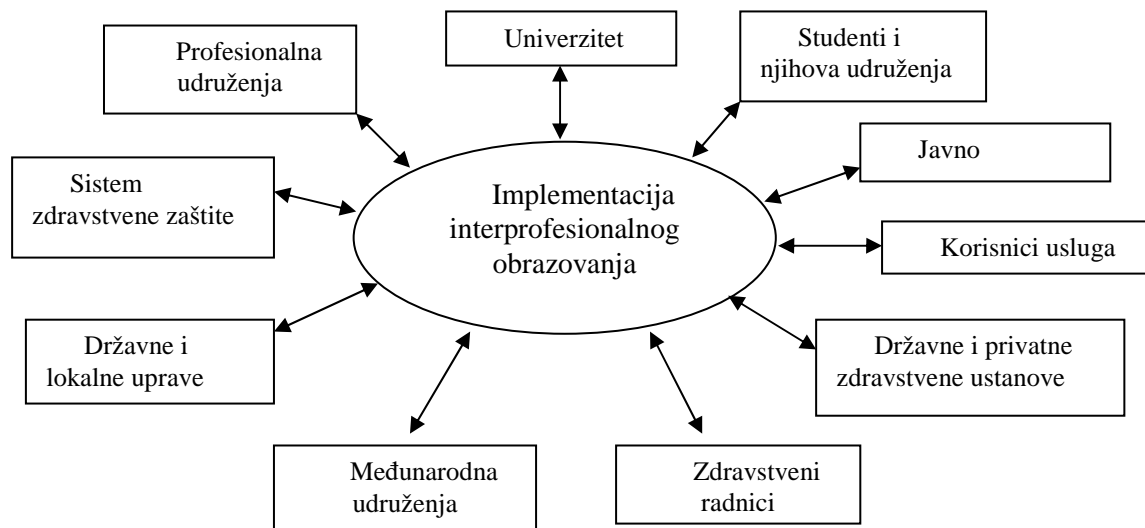 Profesionalna
udruženja
Univerzitet
Studenti i
njihova udruženja
Javno
Sistem
zdravstvene zaštite
Implementacija
interprofesionalnog
obrazovanja
Korisnici usluga
Državne i
lokalne uprave
Državne i privatne
zdravstvene ustanove
Međunarodna
udruženja
Zdravstveni
radnici